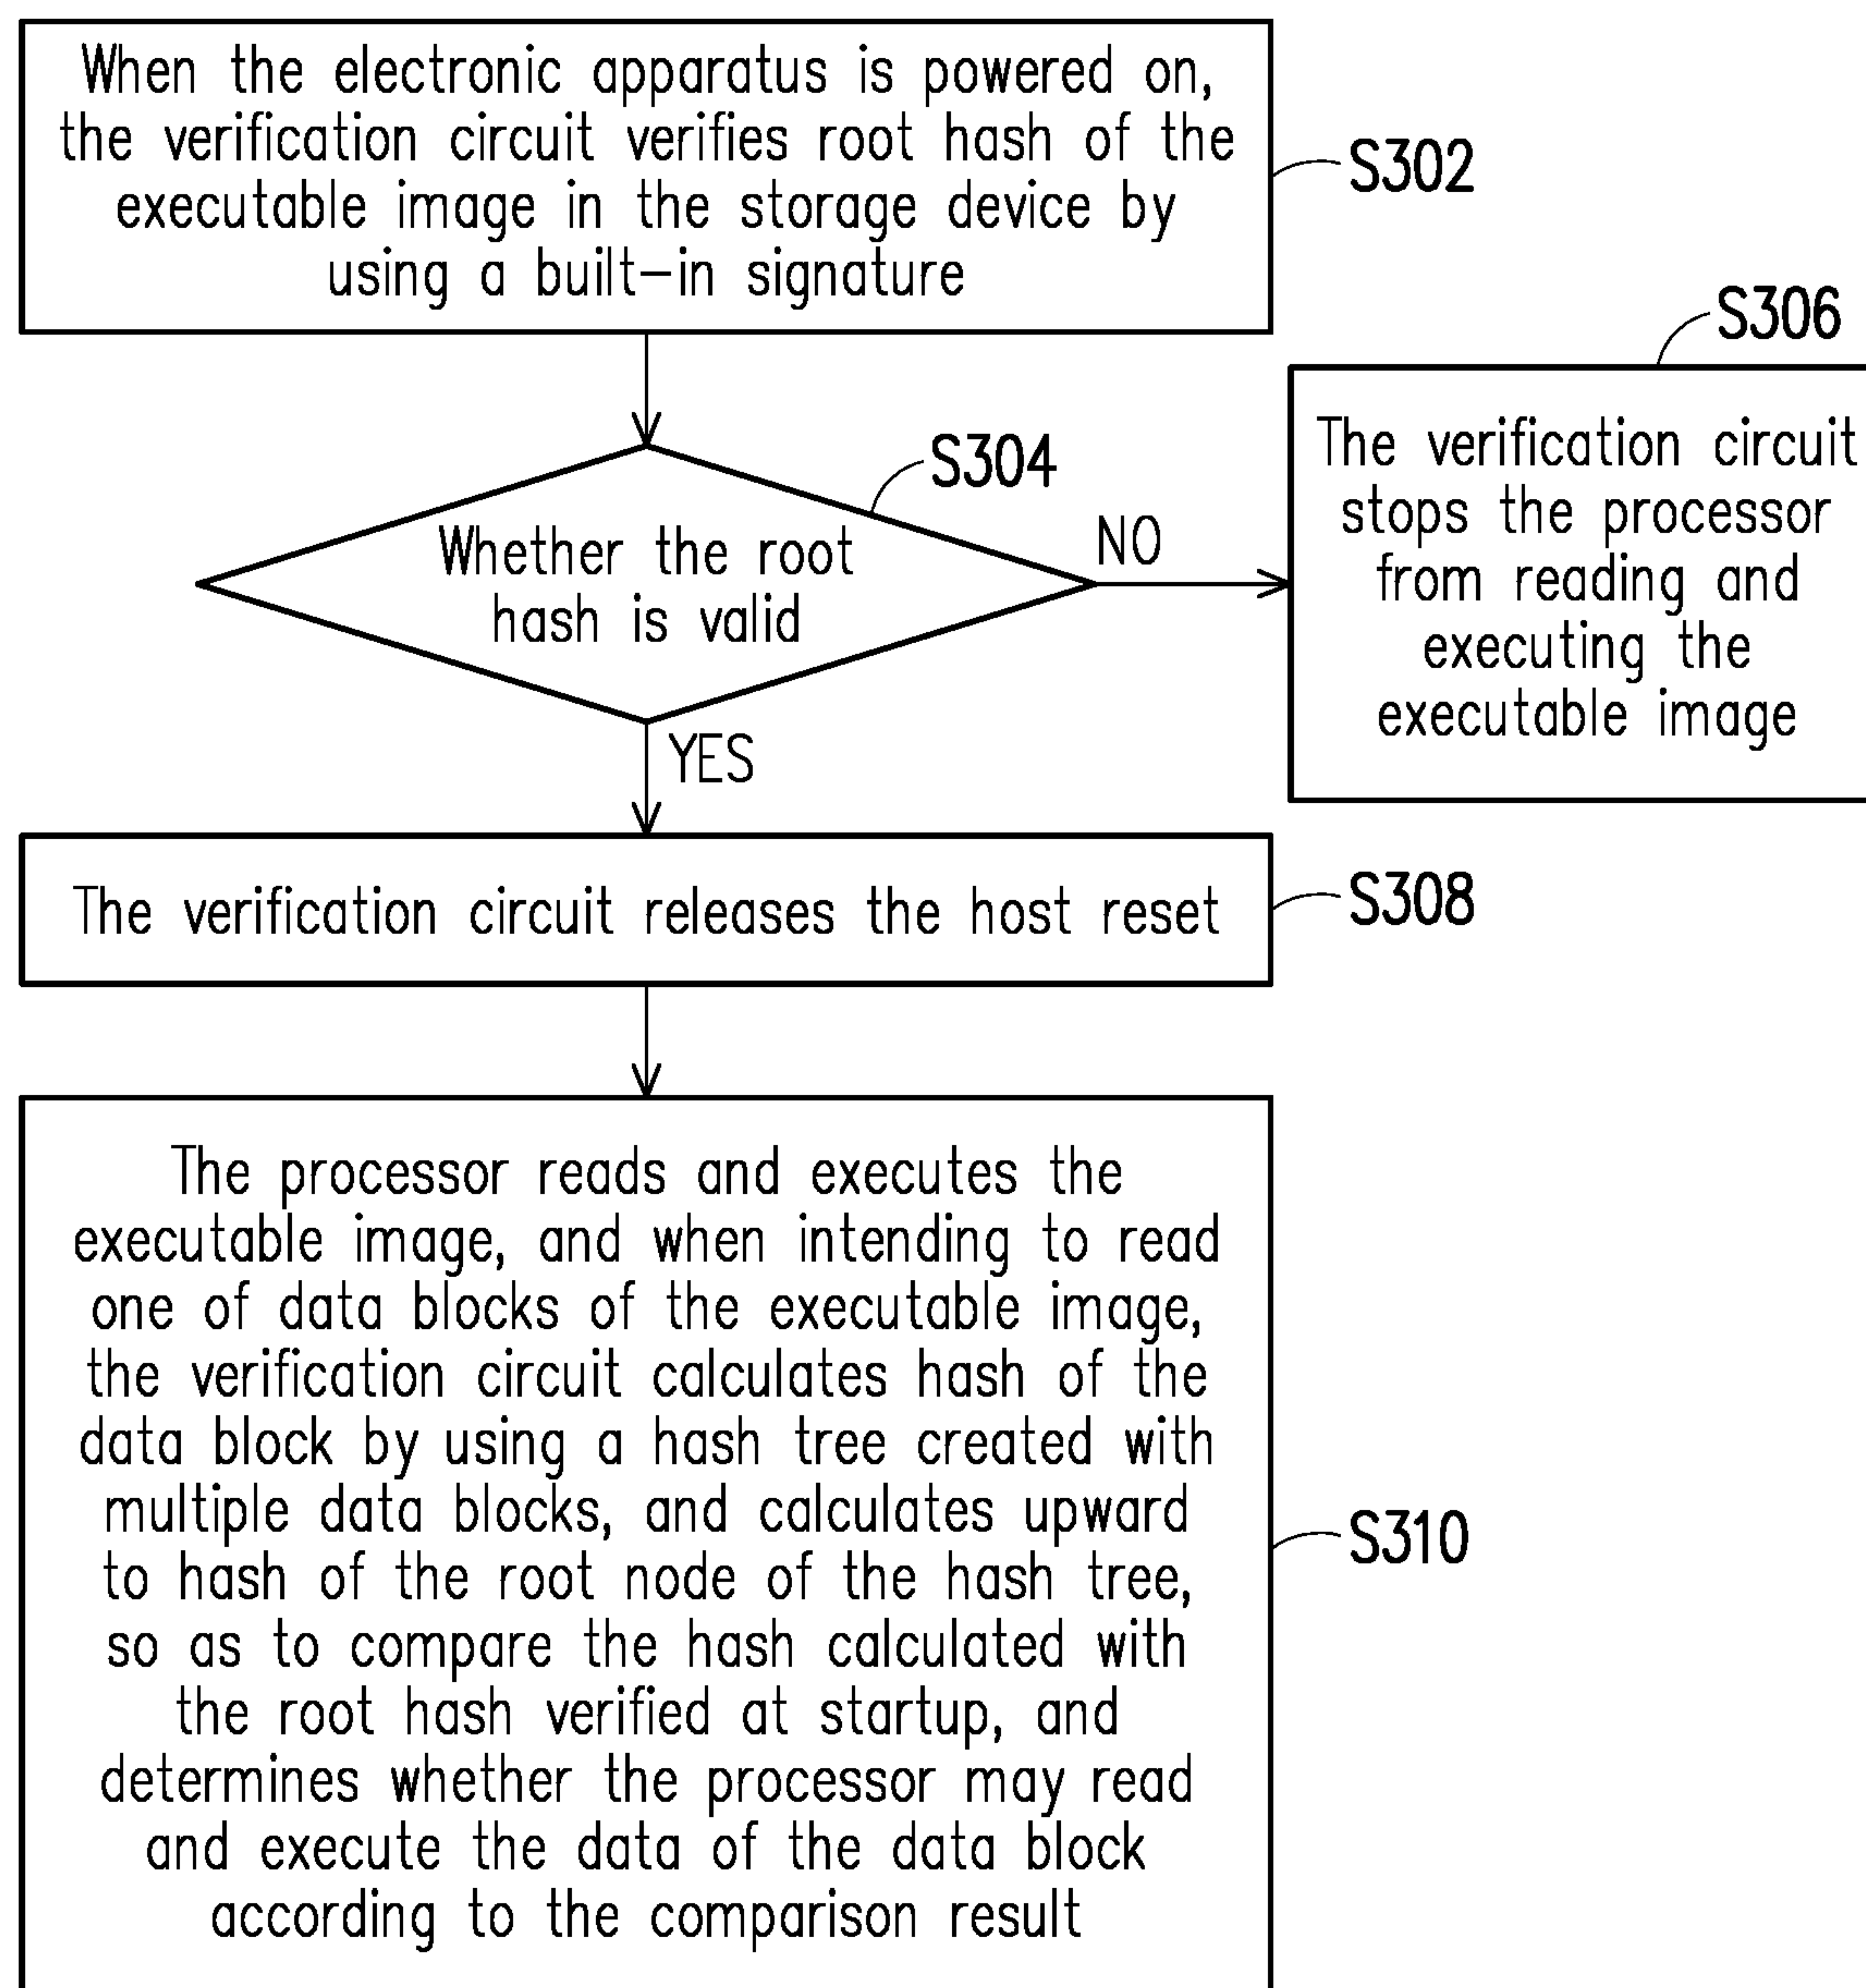 When the electronic apparatus is powered on,
the verification circuit verifies root hash of the
executable image in the storage device by
using a built-in signature
S302
S306
The verification circuit
stops the processor
from reading and
executing the
executable image
S304
Whether the root
hash is valid
NO
YES
The verification circuit releases the host reset
S308
The processor reads and executes the
executable image, and when intending to read
one of data blocks of the executable image,
the verification circuit calculates hash of the
data block by using a hash tree created with
multiple data blocks, and calculates upward
to hash of the root node of the hash tree,
so as to compare the hash calculated with
the root hash verified at startup, and
determines whether the processor may read
and execute the data of the data block
according to the comparison result
S310